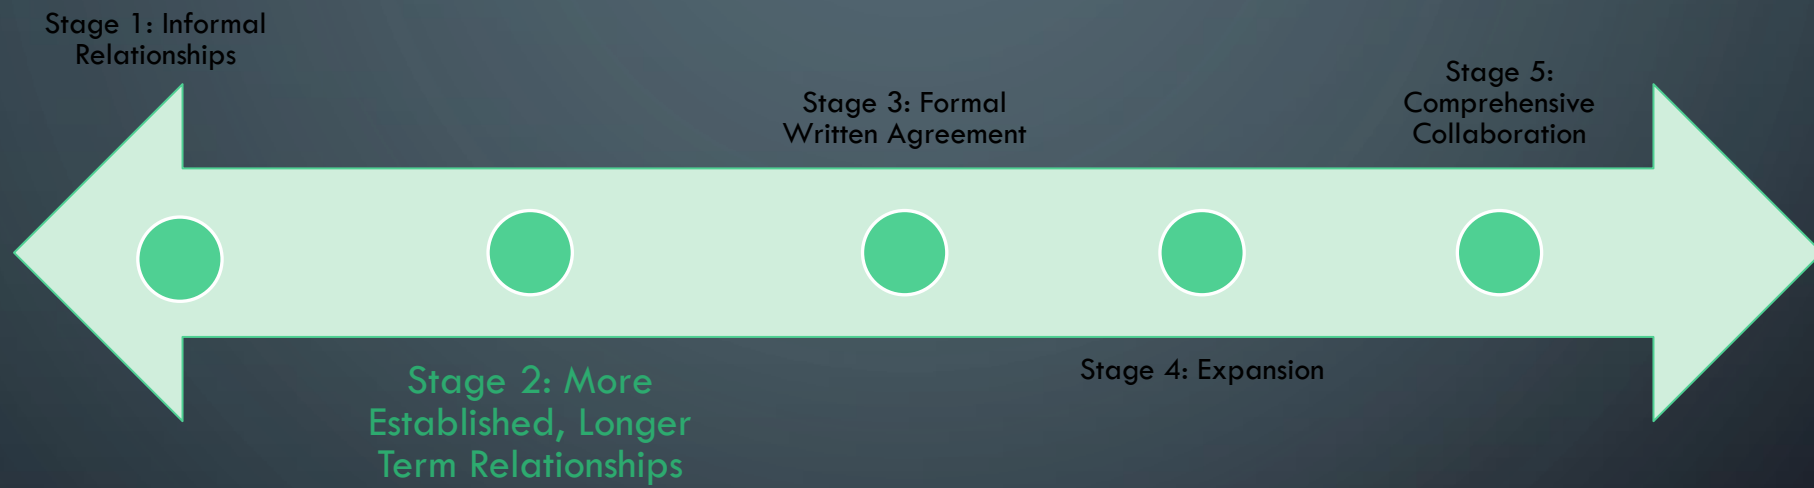 Stage 1: Informal
Relationships
Stage 2: More
Established, Longer
Term Relationships
Stage 3: Formal
Written Agreement
Stage 4: Expansion
Stage 5:
Comprehensive
Collaboration